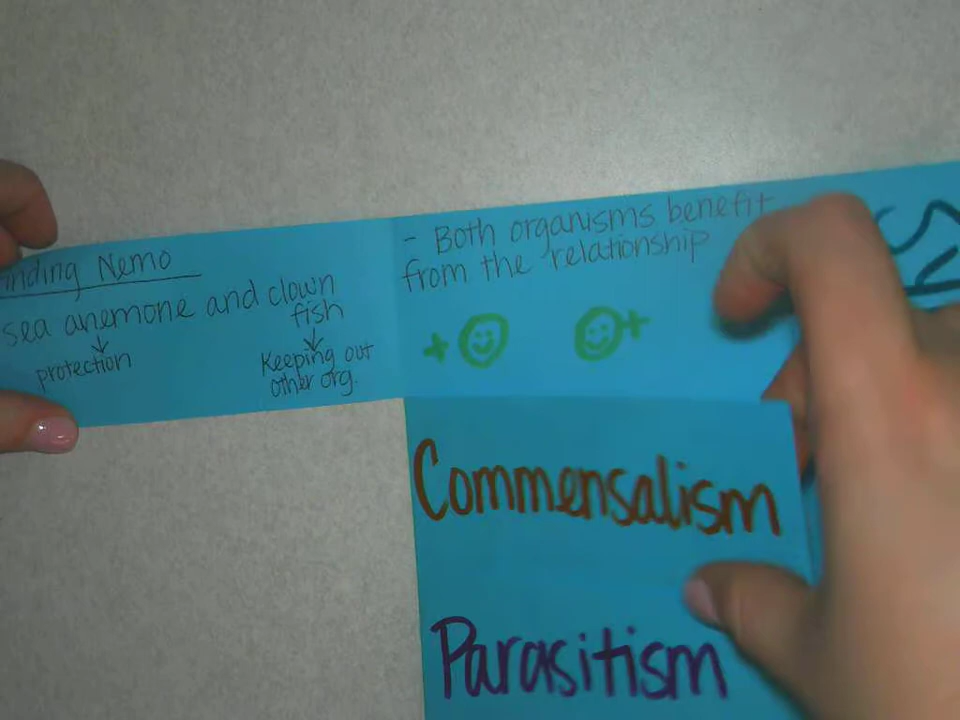 inding Nemo
sea anemone and clown
fish
protection
Keeping out
other org.
- Both organisms benefit
from the relationship
+ +
Commensalism
Parasitism